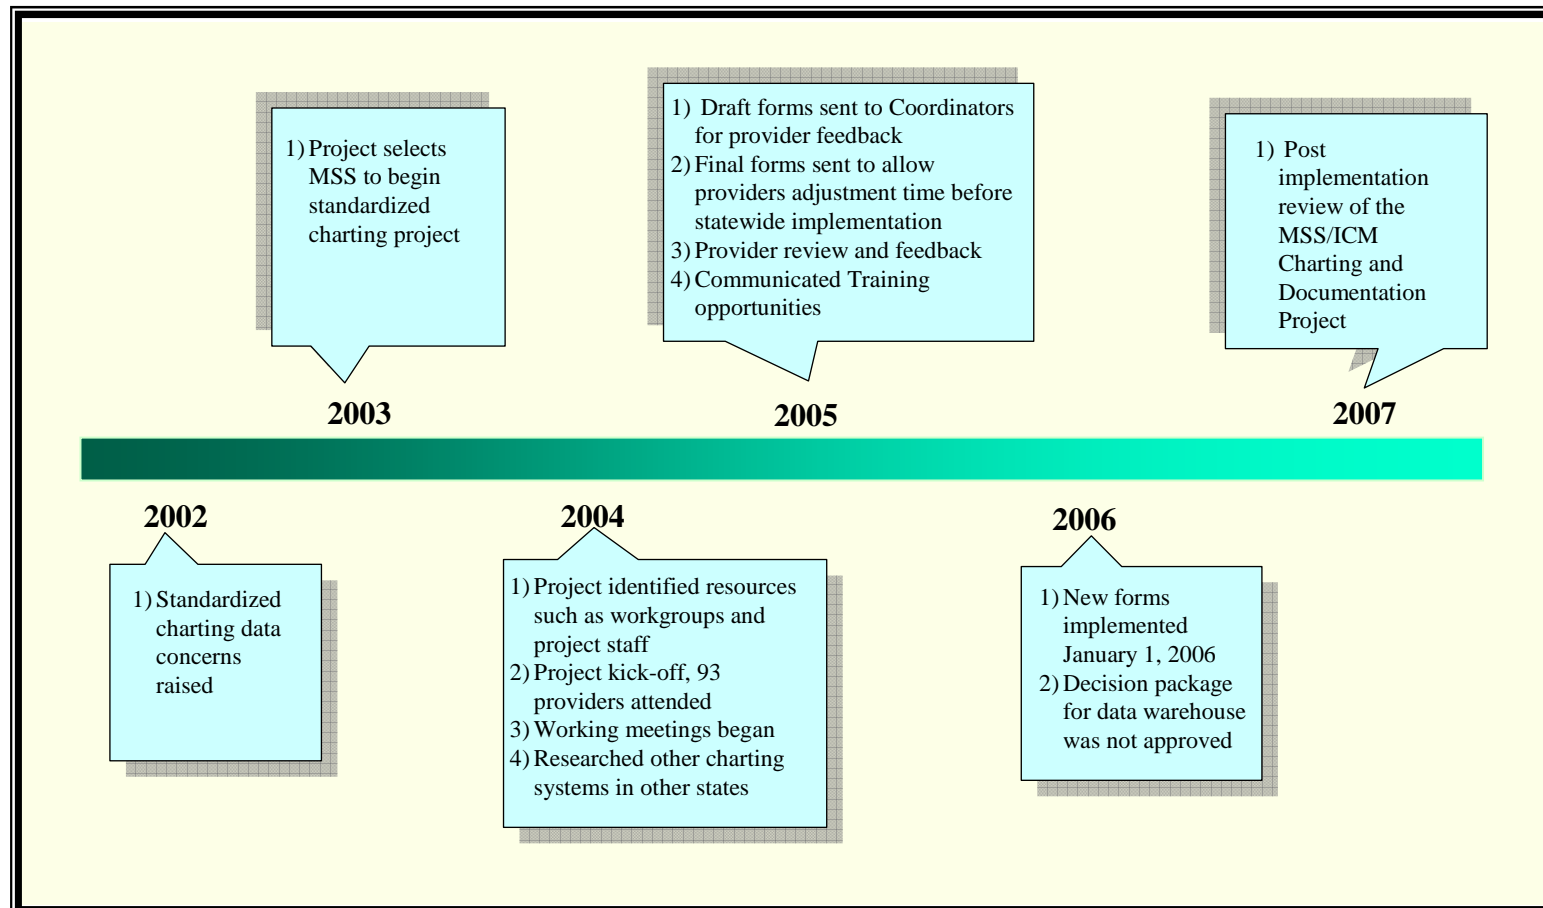 1) Project selects
MSS to begin
standardized
charting project
2003
1) Draft forms sent to Coordinators
for provider feedback
2) Final forms sent to allow
providers adjustment time before
statewide implementation
3) Provider review and feedback
4) Communicated Training
opportunities
2005
1) Post
implementation
review of the
MSS/ICM
Charting and
Documentation
Project
2007
2002
1) Standardized
charting data
concerns
raised
2004
1) Project identified resources
such as workgroups and
project staff
2) Project kick-off, 93
providers attended
3) Working meetings began
4) Researched other charting
systems in other states
2006
1) New forms
implemented
January 1, 2006
2) Decision package
for data warehouse
was not approved